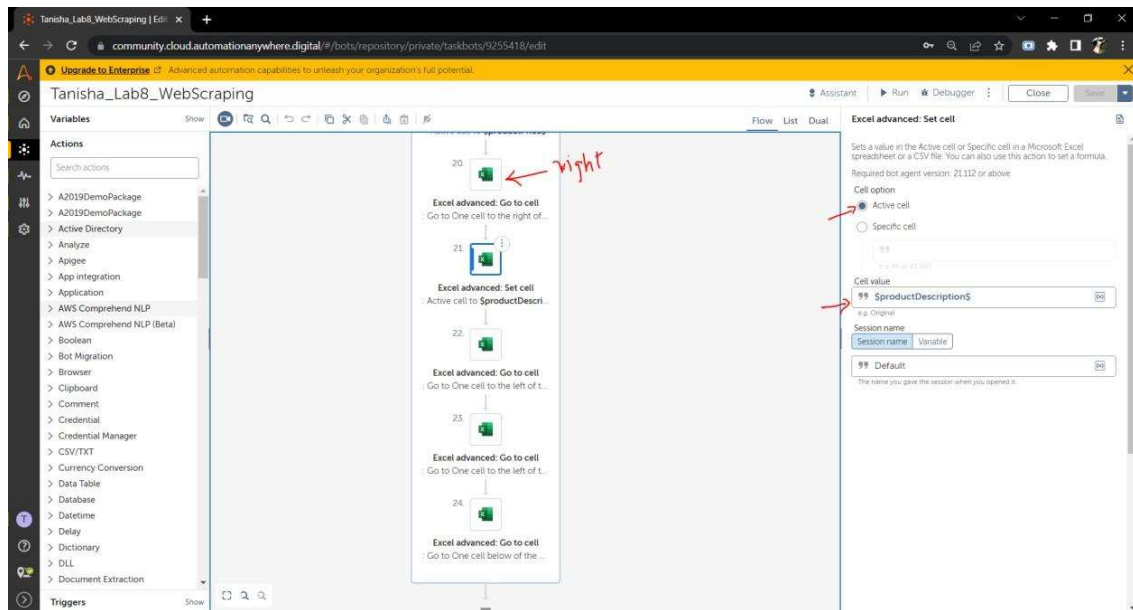 Tanisha_Lab8_WebScraping | Edit
community.cloud.automationanywhere.digital/#/bots/repository/private/taskbots/9255418/edit
Upgrade to Enterprise Advanced automation capabilities to unleash your organization's full potential.
Tanisha_Lab8_WebScraping
Assistant Run Debugger Close Save
Variables Show
Flow List Dual
Actions
Search actions
A2019DemoPackage
A2019DemoPackage
Active Directory
Analyze
Apigee
App integration
Application
AWS Comprehend NLP
AWS Comprehend NLP (Beta)
Boolean
Bot Migration
Browser
Clipboard
Comment
Credential
Credential Manager
CSV/TXT
Currency Conversion
Data Table
Database
Datetime
Delay
Dictionary
DLL
Document Extraction
Triggers Show
20.
right
Excel advanced: Go to cell
: Go to One cell to the right of...
21.
Excel advanced: Set cell
: Active cell to $productDescri...
22.
Excel advanced: Go to cell
: Go to One cell to the left of t...
23.
Excel advanced: Go to cell
: Go to One cell to the left of t...
24.
Excel advanced: Go to cell
: Go to One cell below of the ...
Excel advanced: Set cell
Sets a value in the Active cell or Specific cell in a Microsoft Excel
spreadsheet or a CSV file. You can also use this action to set a formula.
Required bot agent version: 21.112 or above
Cell option
Active cell
Specific cell
Cell value
$productDescription$
e.g. Original
Session name
Session name Variable
Default
The name you gave the session when you opened it.
T